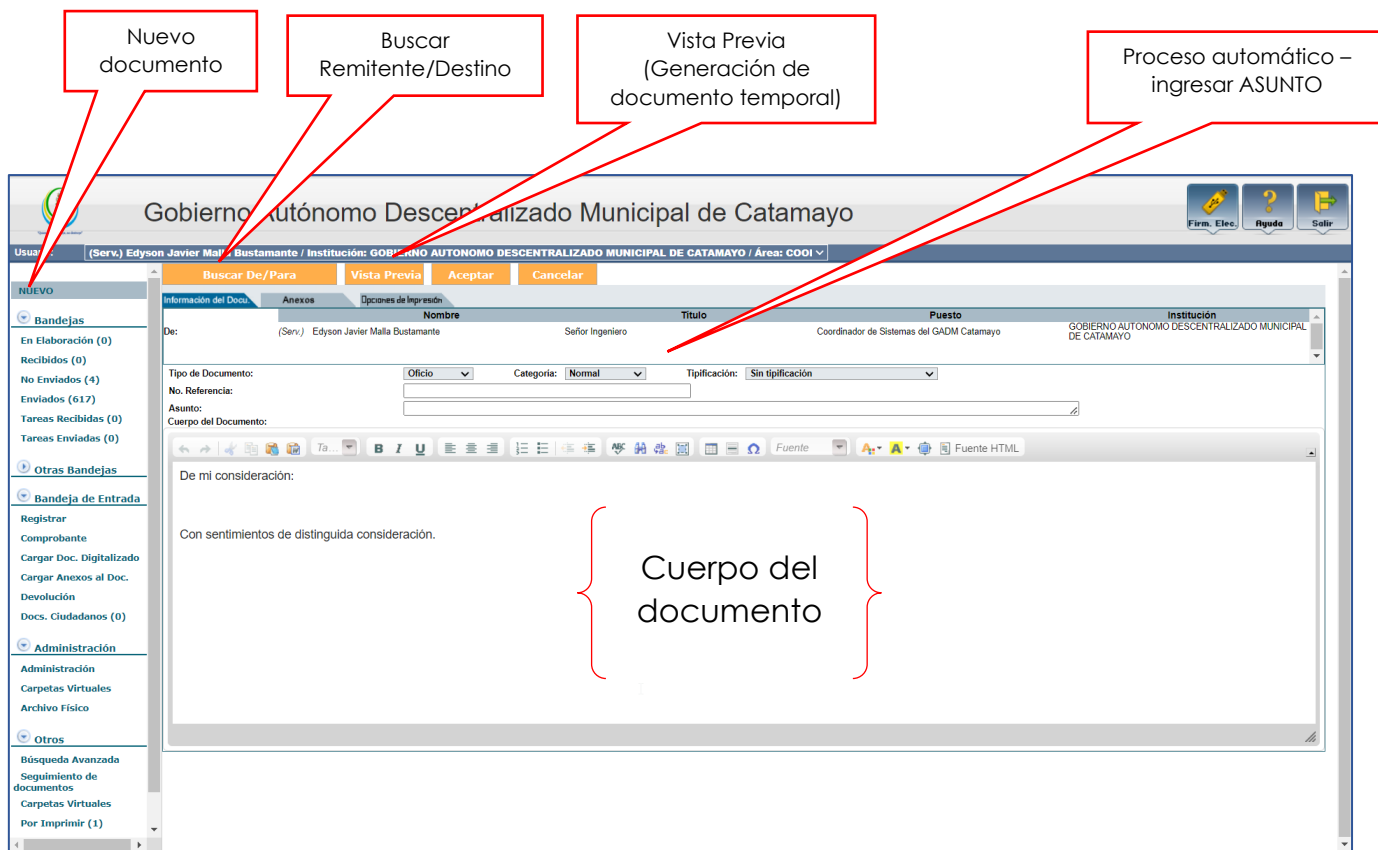 Nuevo
documento
Buscar
Remitente/Destino
Vista Previa
(Generación de
documento temporal)
Proceso automático –
ingresar ASUNTO
Gobierno Autónomo Descentralizado Municipal de Catamayo
Firm. Elec.
Ayuda
Salir
(Serv.) Edyson Javier Malla Bustamante / Institución: GOBIERNO AUTONOMO DESCENTRALIZADO MUNICIPAL DE CATAMAYO / Área: COOI
NUEVO
Bandejas
En Elaboración (0)
Recibidos (0)
No Enviados (4)
Enviados (617)
Tareas Recibidas (0)
Tareas Enviadas (0)
Otras Bandejas
Bandeja de Entrada
Registrar
Comprobante
Cargar Doc. Digitalizado
Cargar Anexos al Doc.
Devolución
Docs. Ciudadanos (0)
Administración
Administración
Carpetas Virtuales
Archivo Físico
Otros
Búsqueda Avanzada
Seguimiento de
documentos
Carpetas Virtuales
Por Imprimir (1)
Buscar De/Para Vista Previa Aceptar Cancelar
Información del Docu. Anexos Opciones de Impresión
Nombre Titulo Puesto Institución
De: (Serv.) Edyson Javier Malla Bustamante Señor Ingeniero Coordinador de Sistemas del GADM Catamayo GOBIERNO AUTONOMO DESCENTRALIZADO MUNICIPAL
DE CATAMAYO
Tipo de Documento: Oficio Categoría: Normal Tipificación: Sin tipificación
No. Referencia:
Asunto:
Cuerpo del Documento:
Ta... B I U ABC Ω Fuente A A Fuente HTML
De mi consideración:
Con sentimientos de distinguida consideración.
Cuerpo del
documento